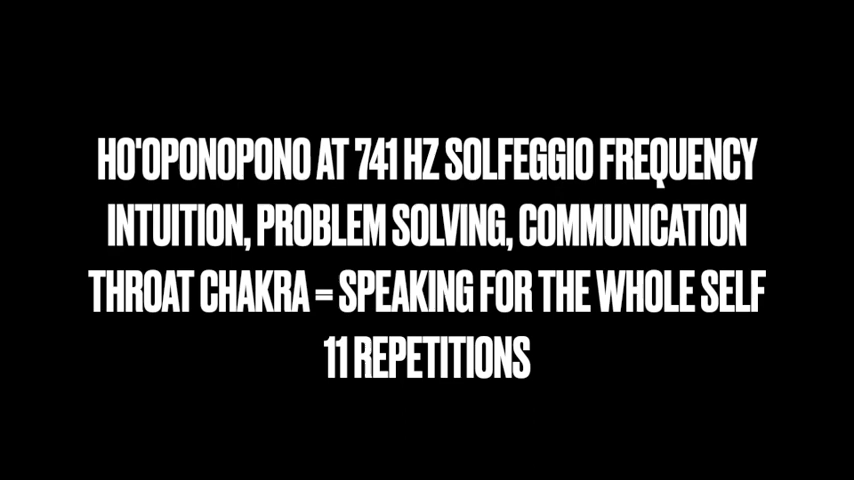 HO'OPONOPONO AT 741 HZ SOLFEGGIO FREQUENCY
INTUITION, PROBLEM SOLVING, COMMUNICATION
THROAT CHAKRA = SPEAKING FOR THE WHOLE SELF
11 REPETITIONS